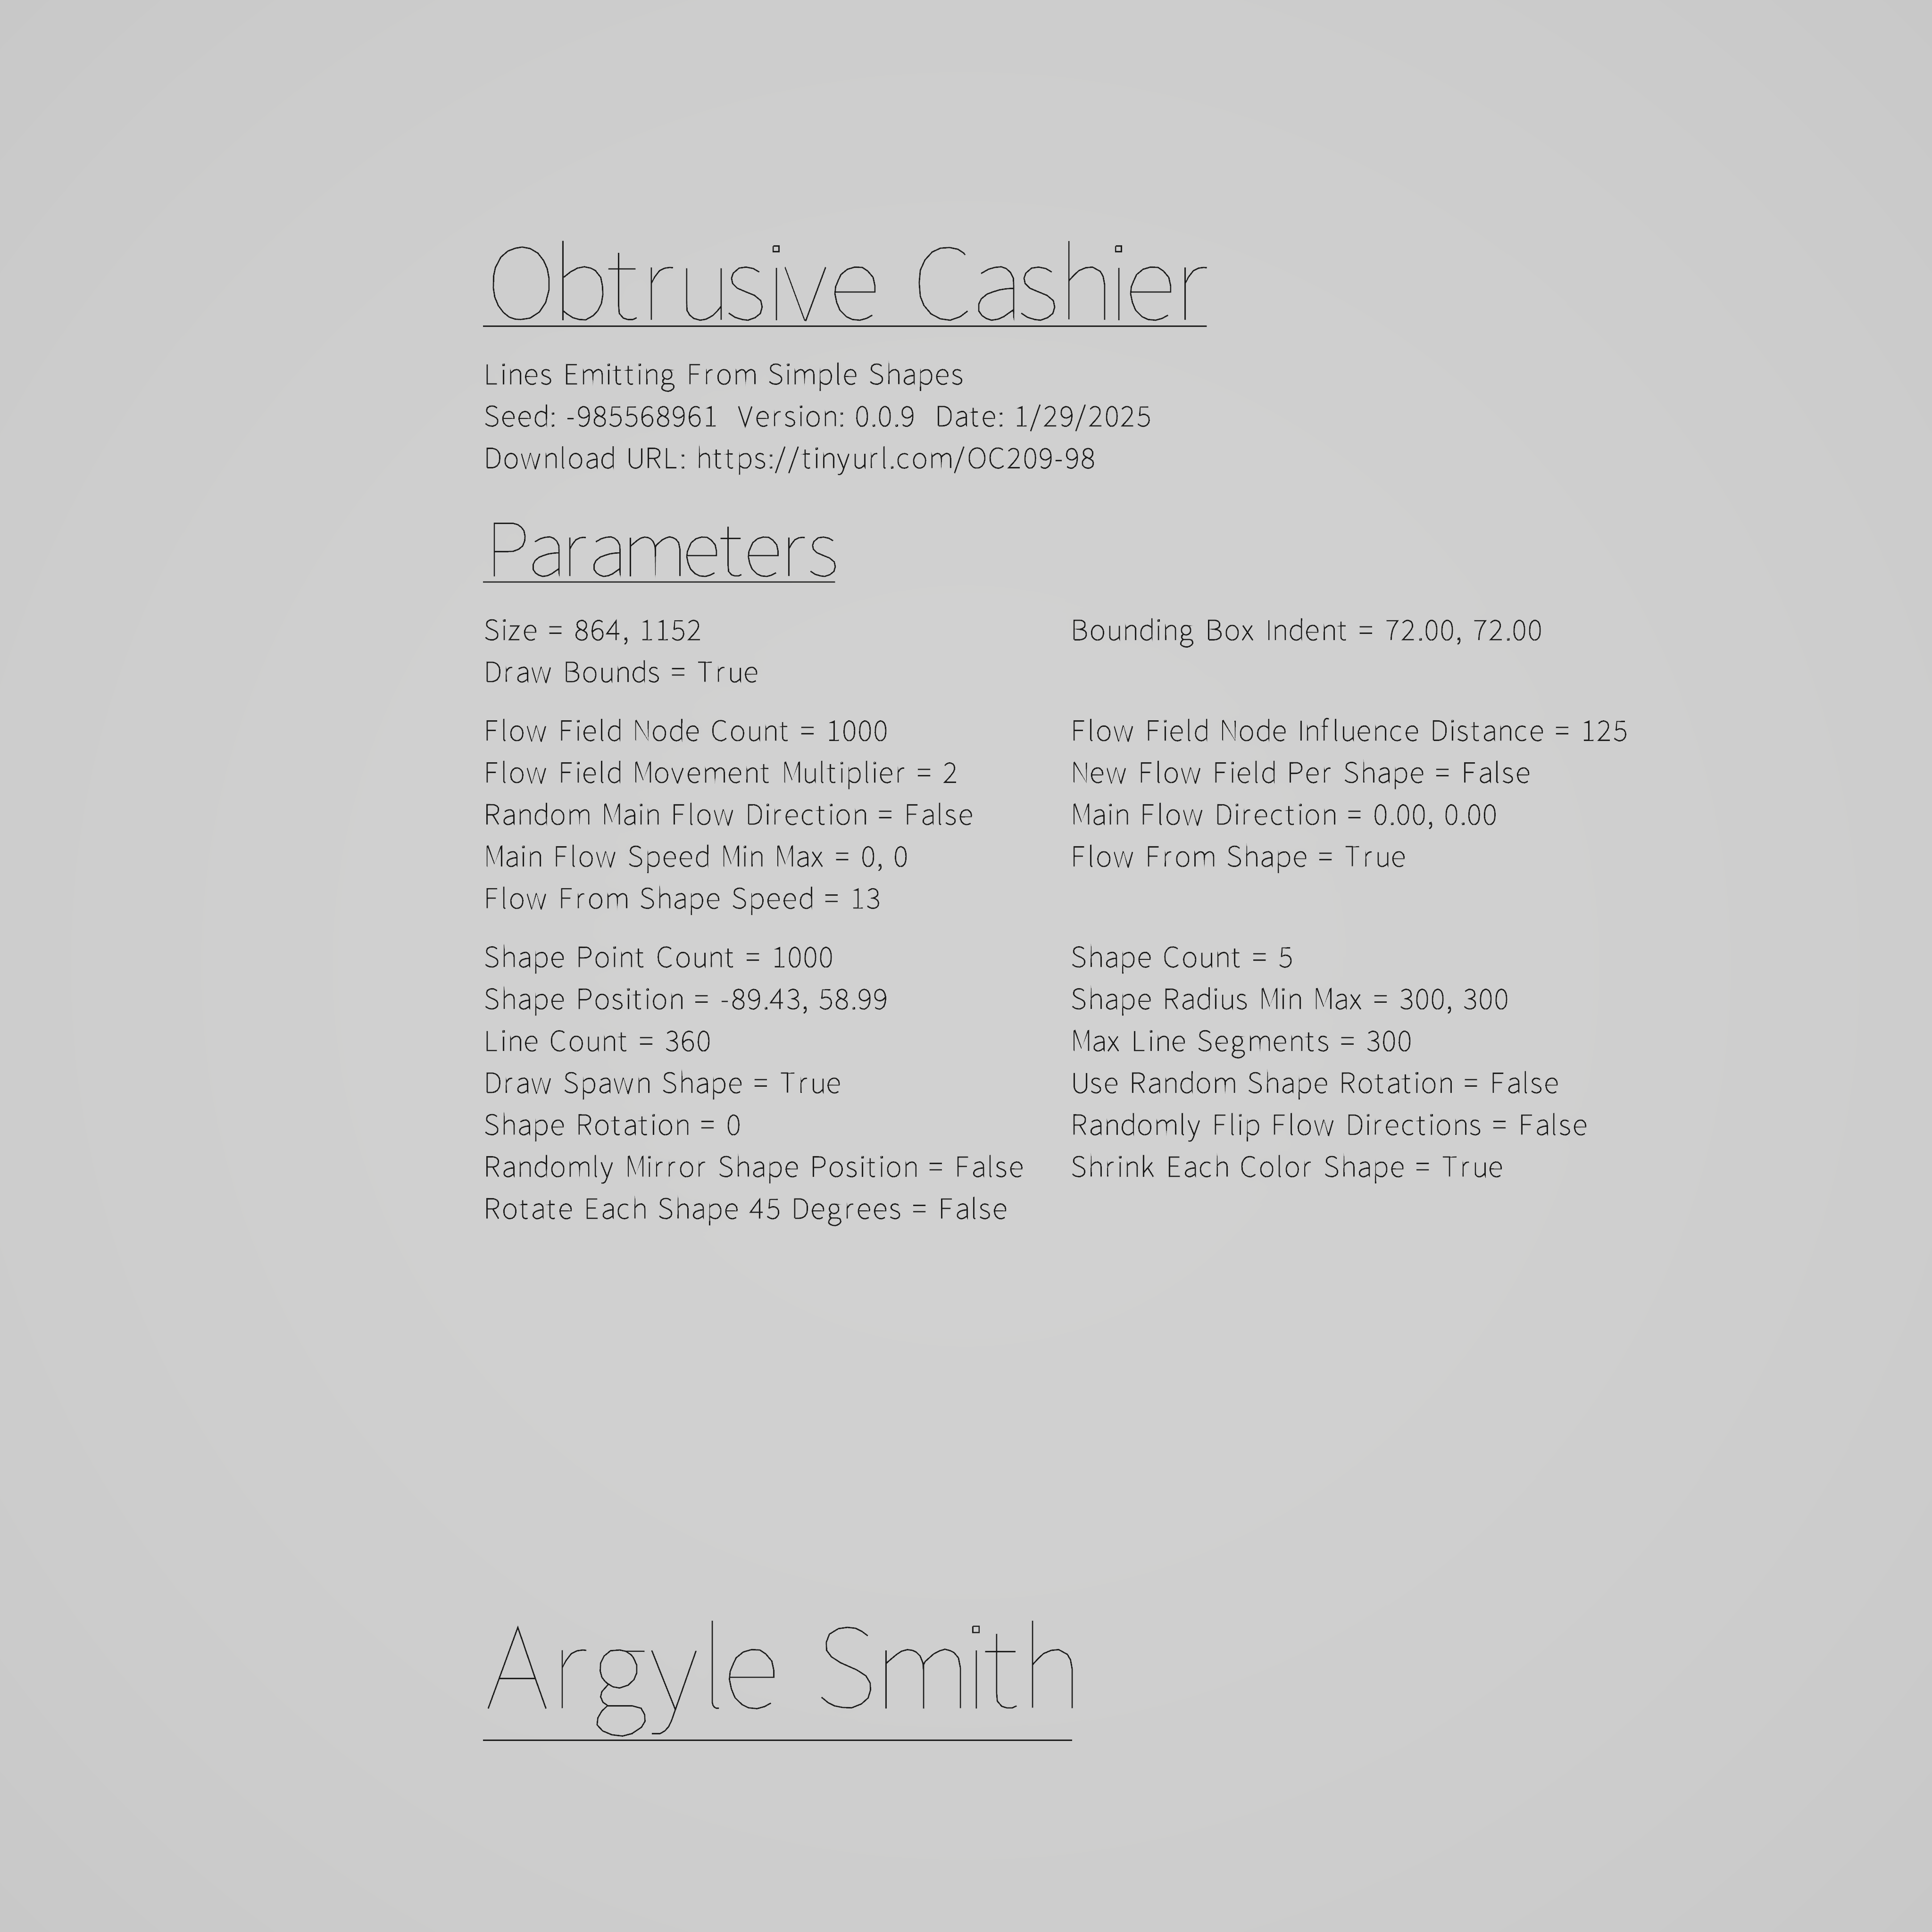 Obtrusive Cashier
Lines Emitting From Simple Shapes
Seed: -985568961  Version: 0.0.9  Date: 1/29/2025
Download URL: https://tinyurl.com/OC209-98
Parameters
Size = 864, 1152 Bounding Box Indent = 72.00, 72.00
Draw Bounds = True
Flow Field Node Count = 1000 Flow Field Node Influence Distance = 125
Flow Field Movement Multiplier = 2 New Flow Field Per Shape = False
Random Main Flow Direction = False Main Flow Direction = 0.00, 0.00
Main Flow Speed Min Max = 0, 0 Flow From Shape = True
Flow From Shape Speed = 13
Shape Point Count = 1000 Shape Count = 5
Shape Position = -89.43, 58.99 Shape Radius Min Max = 300, 300
Line Count = 360 Max Line Segments = 300
Draw Spawn Shape = True Use Random Shape Rotation = False
Shape Rotation = 0 Randomly Flip Flow Directions = False
Randomly Mirror Shape Position = False Shrink Each Color Shape = True
Rotate Each Shape 45 Degrees = False
Argyle Smith